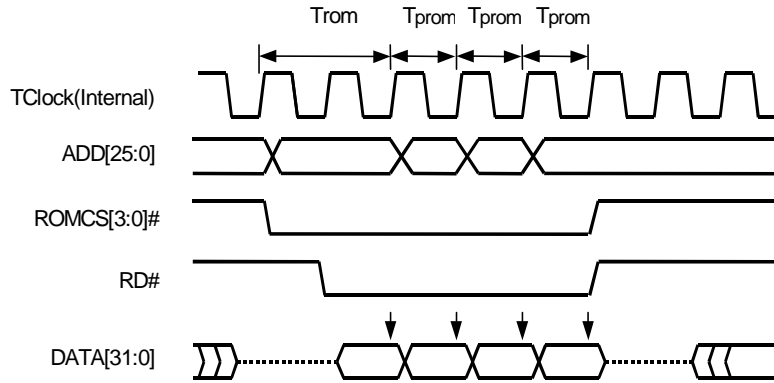 Trom Tprom Tprom Tprom
TClock(Internal)
ADD[25:0]
ROMCS[3:0]#
RD#
DATA[31:0]